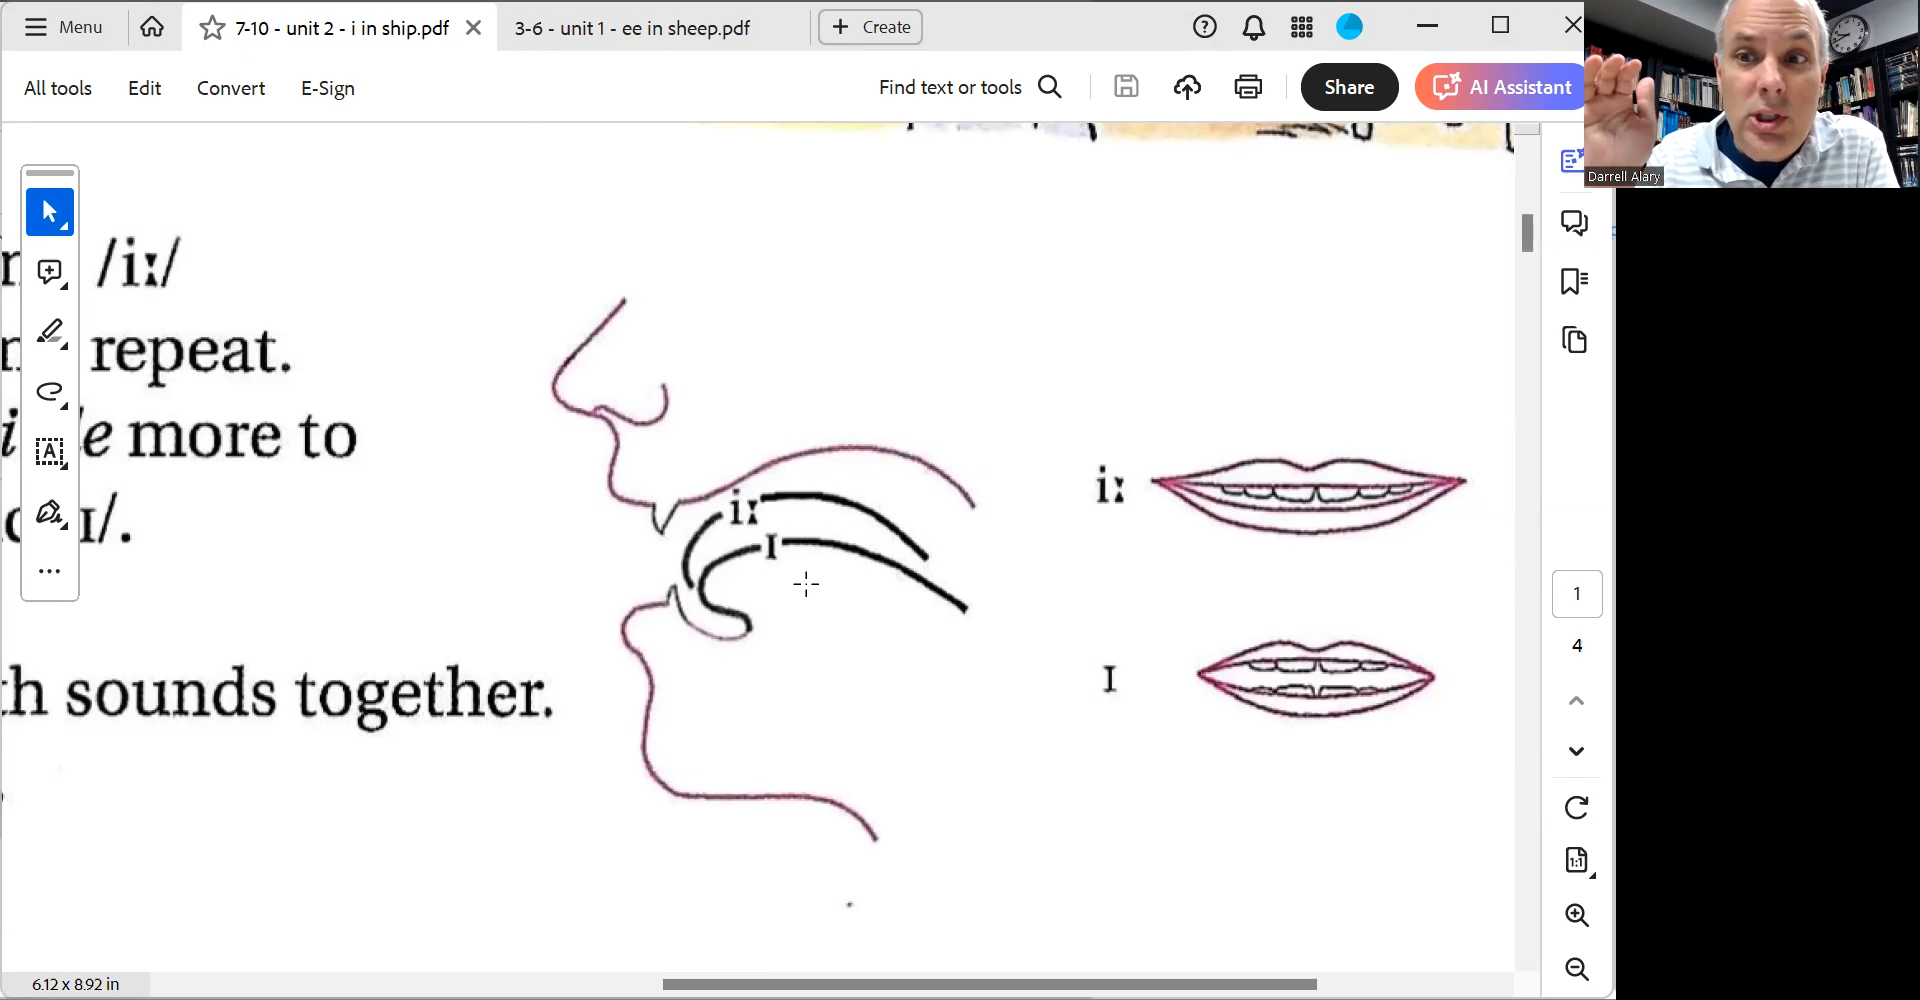 Menu
7-10 - unit 2 - i in ship.pdf
3-6 - unit 1 - ee in sheep.pdf
Create
All tools
Edit
Convert
E-Sign
Find text or tools
Share
AI Assistant
Darrell Alary
/iː/
repeat.
more to
ɪ/.
th sounds together.
iː
ɪ
iː
ɪ
1
4
6.12 x 8.92 in